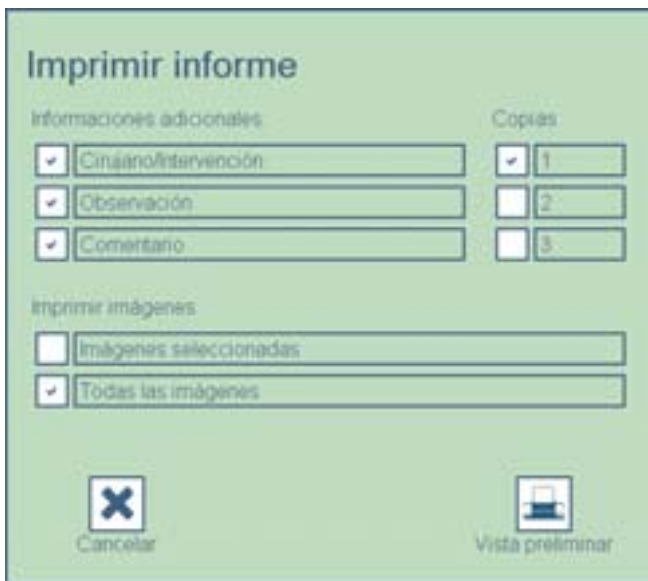 Imprimir informe
Informaciones adicionales
Copias
Cirujano/Intervención
1
Observación
2
Comentario
3
Imprimir imágenes
Imágenes seleccionadas
Todas las imágenes
Cancelar
Vista preliminar